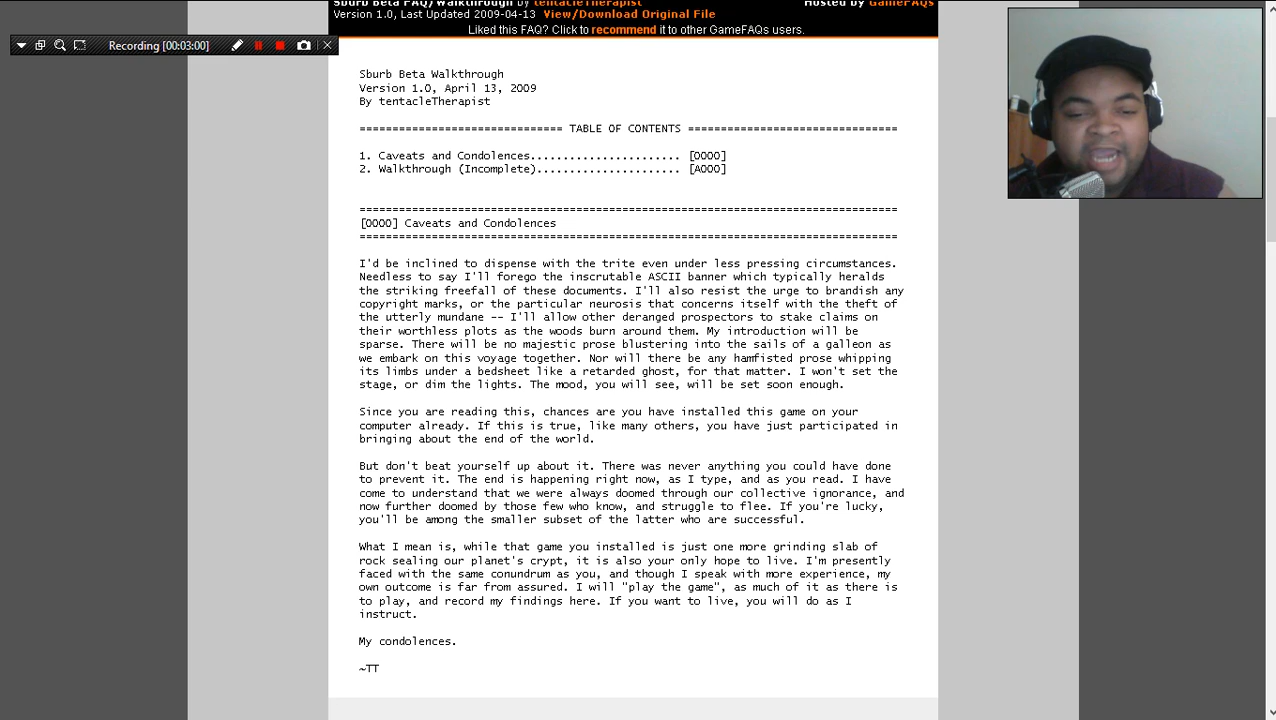 Sburb Beta FAQ/Walkthrough by tentacleTherapist Hosted by GameFAQs
Version 1.0, Last Updated 2009-04-13 View/Download Original File
Liked this FAQ? Click to recommend it to other GameFAQs users.
Recording [00:03:00]
Sburb Beta Walkthrough
Version 1.0, April 13, 2009
By tentacleTherapist
=============================== TABLE OF CONTENTS ================================
1. Caveats and Condolences....................... [0000]
2. Walkthrough (Incomplete)...................... [A000]
==================================================================================
[0000] Caveats and Condolences
==================================================================================
I'd be inclined to dispense with the trite even under less pressing circumstances.
Needless to say I'll forego the inscrutable ASCII banner which typically heralds
the striking freefall of these documents. I'll also resist the urge to brandish any
copyright marks, or the particular neurosis that concerns itself with the theft of
the utterly mundane -- I'll allow other deranged prospectors to stake claims on
their worthless plots as the woods burn around them. My introduction will be
sparse. There will be no majestic prose blustering into the sails of a galleon as
we embark on this voyage together. Nor will there be any hamfisted prose whipping
its limbs under a bedsheet like a retarded ghost, for that matter. I won't set the
stage, or dim the lights. The mood, you will see, will be set soon enough.
Since you are reading this, chances are you have installed this game on your
computer already. If this is true, like many others, you have just participated in
bringing about the end of the world.
But don't beat yourself up about it. There was never anything you could have done
to prevent it. The end is happening right now, as I type, and as you read. I have
come to understand that we were always doomed through our collective ignorance, and
now further doomed by those few who know, and struggle to flee. If you're lucky,
you'll be among the smaller subset of the latter who are successful.
What I mean is, while that game you installed is just one more grinding slab of
rock sealing our planet's crypt, it is also your only hope to live. I'm presently
faced with the same conundrum as you, and though I speak with more experience, my
own outcome is far from assured. I will "play the game", as much of it as there is
to play, and record my findings here. If you want to live, you will do as I
instruct.
My condolences.
~TT